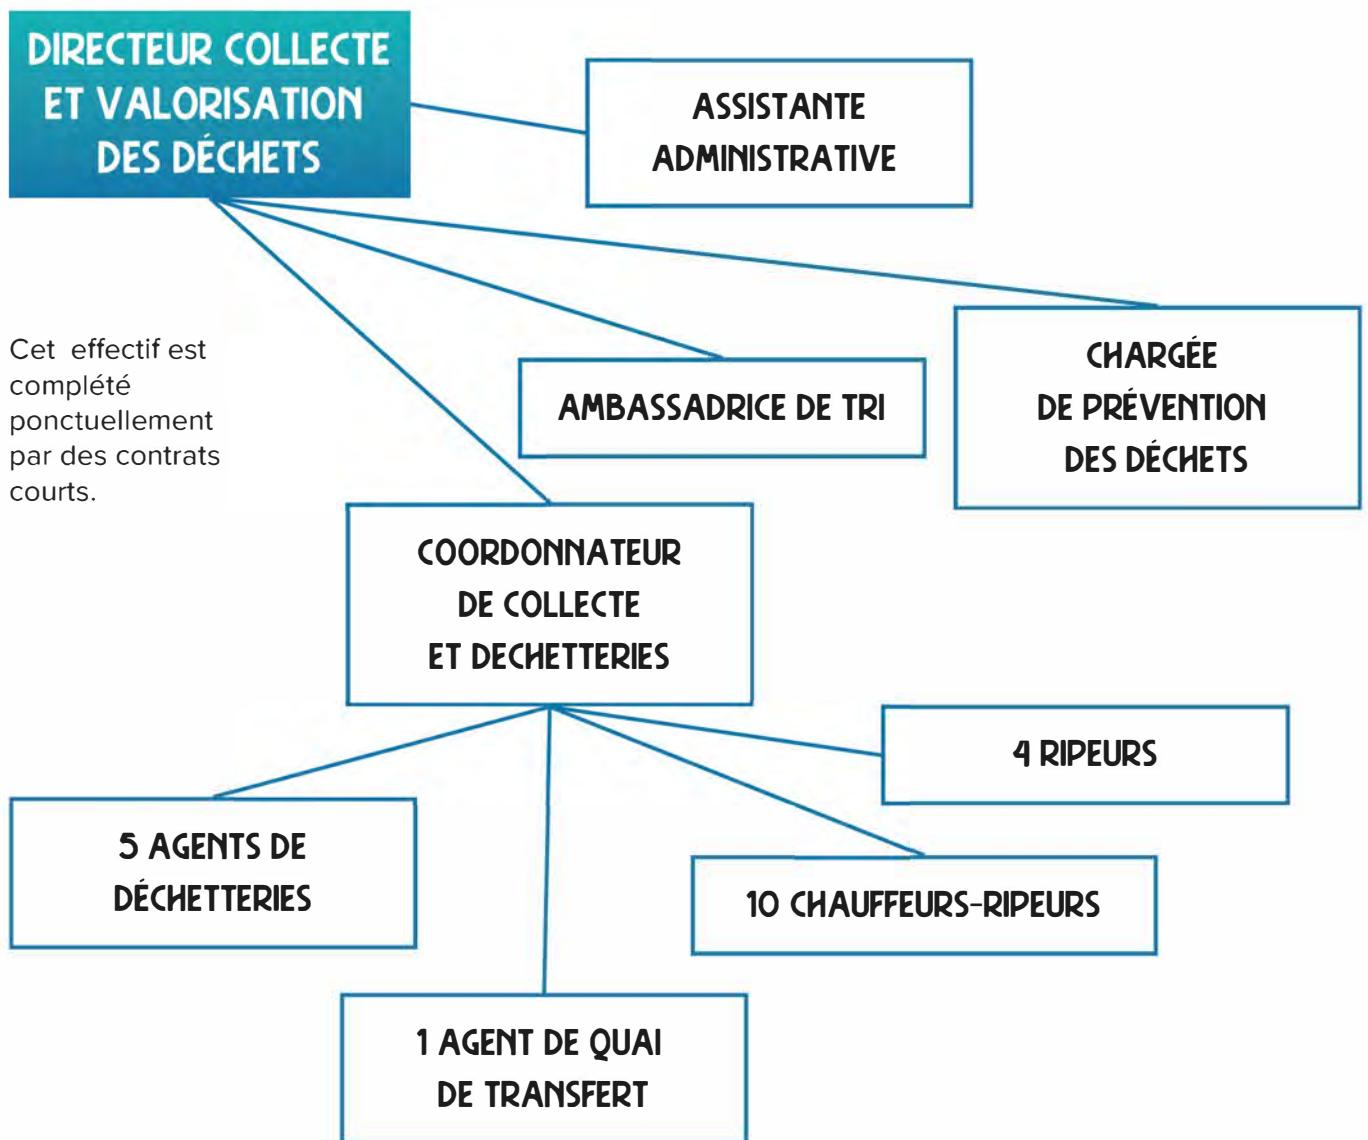 DIRECTEUR COLLECTE
ET VALORISATION
DES DÉCHETS
ASSISTANTE
ADMINISTRATIVE
Cet effectif est
complété
ponctuellement
par des contrats
courts.
AMBASSADRICE DE TRI
CHARGÉE
DE PRÉVENTION
DES DÉCHETS
COORDONNATEUR
DE COLLECTE
ET DECHETTERIES
4 RIPEURS
5 AGENTS DE
DÉCHETTERIES
10 CHAUFFEURS-RIPEURS
1 AGENT DE QUAI
DE TRANSFERT